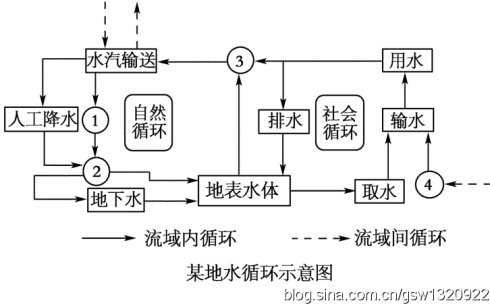 水汽输送
③
用水
人工降水
①
自然
循环
排水
社会
循环
输水
②
地下水
地表水体
取水
④
流域内循环
流域间循环
某地水循环示意图
blog.sina.com.cn/gsw1320922